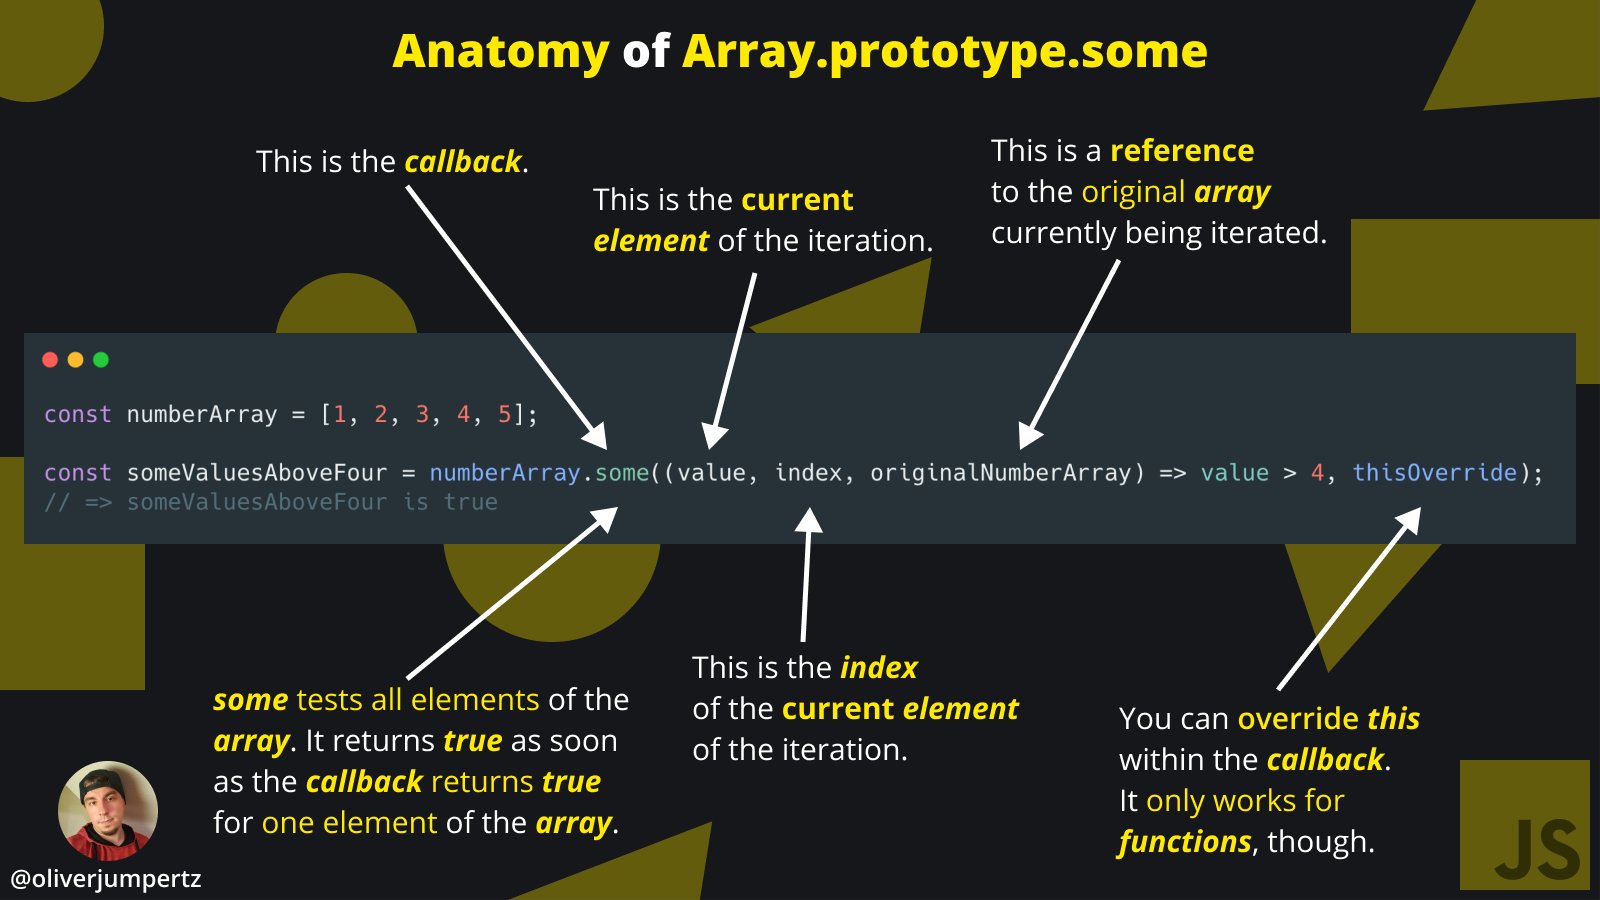 Anatomy of Array.prototype.some
This is the callback.
This is the current
element of the iteration.
This is a reference
to the original array
currently being iterated.
const numberArray = [1, 2, 3, 4, 5];
const someValuesAboveFour = numberArray.some((value, index, originalNumberArray) => value > 4, thisOverride);
// => someValuesAboveFour is true
some tests all elements of the
array. It returns true as soon
as the callback returns true
for one element of the array.
This is the index
of the current element
of the iteration.
You can override this
within the callback.
It only works for
functions, though.
@oliverjumpertz
JS